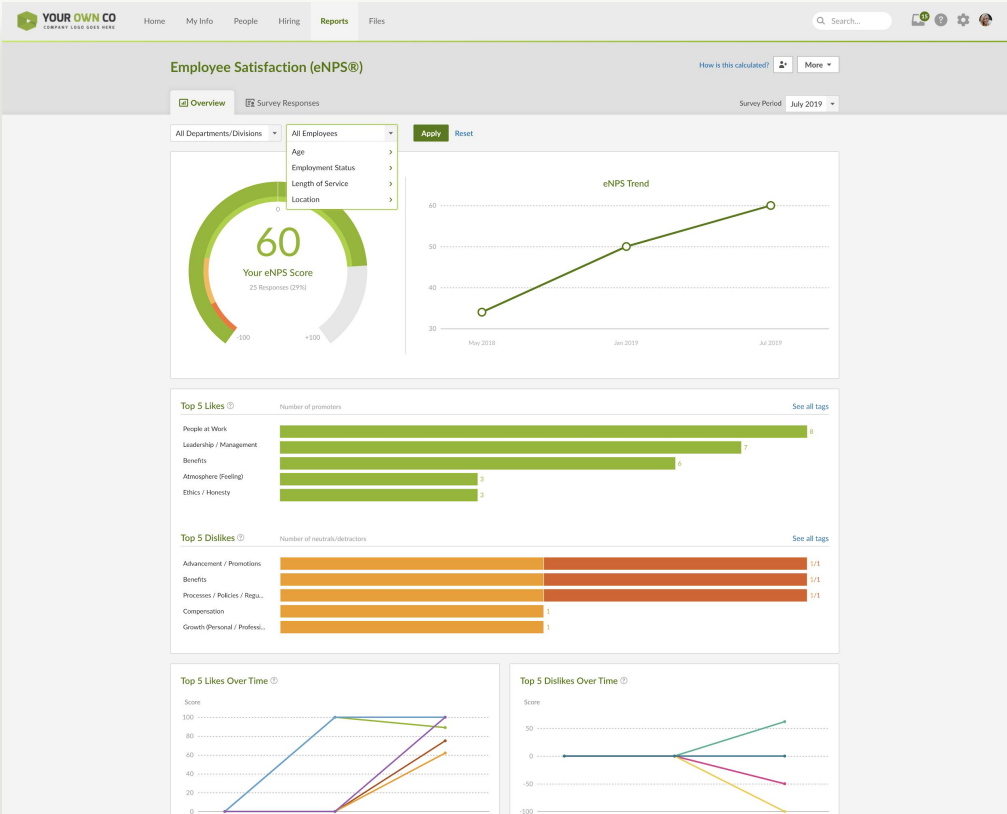 YOUR OWN CO
COMPANY LOGO GOES HERE
Home
My Info
People
Hiring
Reports
Files
Search...
15
?
Employee Satisfaction (eNPS®)
How is this calculated?
More
Overview
Survey Responses
Survey Period
July 2019
All Departments/Divisions
All Employees
Apply
Reset
Age
Employment Status
Length of Service
Location
0
60
Your eNPS Score
25 Responses (29%)
-100
+100
eNPS Trend
60
50
40
30
May 2018
Jan 2019
Jul 2019
Top 5 Likes ?
Number of promoters
See all tags
People at Work
8
Leadership / Management
7
Benefits
6
Atmosphere (Feeling)
3
Ethics / Honesty
3
Top 5 Dislikes ?
Number of neutrals/detractors
See all tags
Advancement / Promotions
1/1
Benefits
1/1
Processes / Policies / Regu...
1/1
Compensation
1
Growth (Personal / Professi...
1
Top 5 Likes Over Time ?
Score
100
80
60
40
20
0
Top 5 Dislikes Over Time ?
Score
50
0
-50
-100